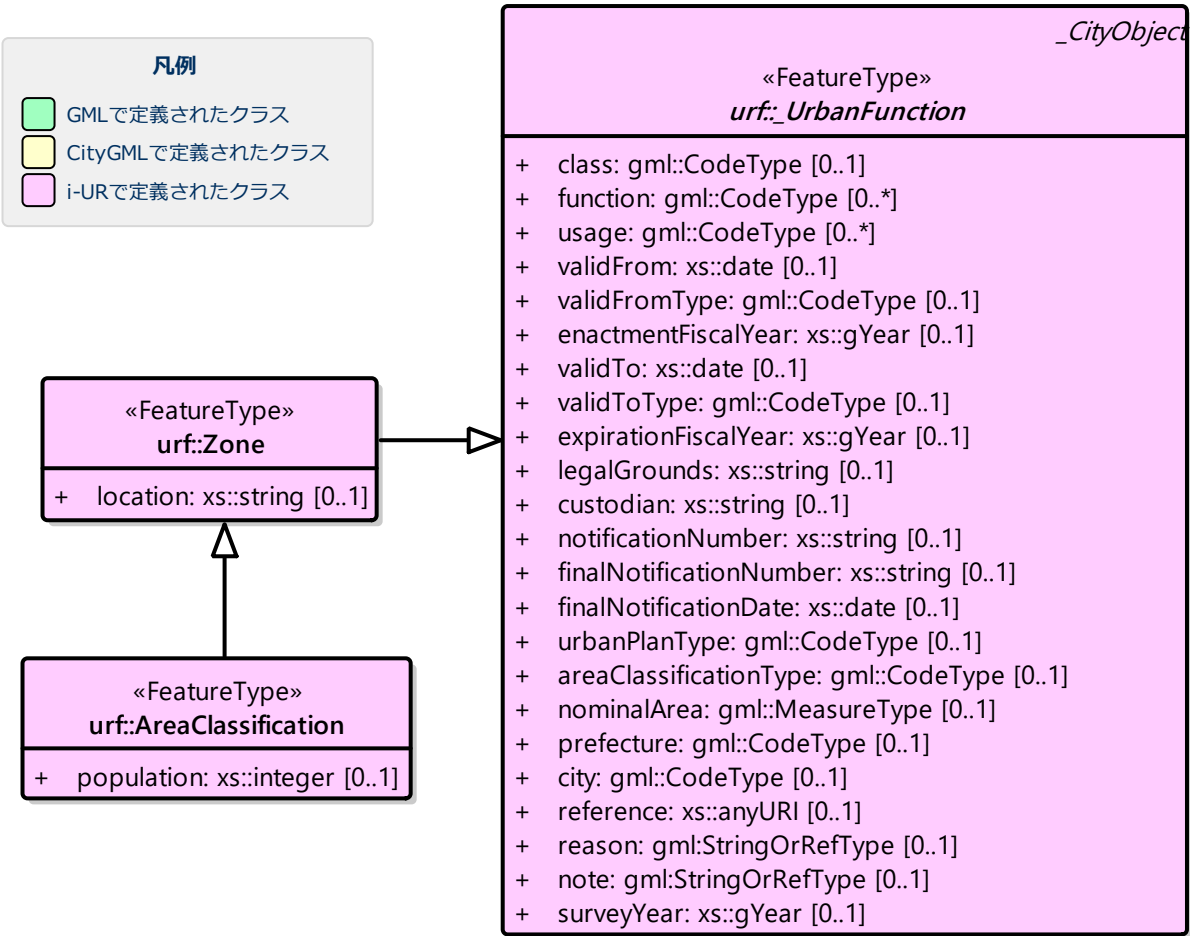 凡例
GMLで定義されたクラス
CityGMLで定義されたクラス
i-URで定義されたクラス
_CityObject
«FeatureType»
urf::_UrbanFunction
+ class: gml::CodeType [0..1]
+ function: gml::CodeType [0..*]
+ usage: gml::CodeType [0..*]
+ validFrom: xs::date [0..1]
+ validFromType: gml::CodeType [0..1]
+ enactmentFiscalYear: xs::gYear [0..1]
+ validTo: xs::date [0..1]
+ validToType: gml::CodeType [0..1]
+ expirationFiscalYear: xs::gYear [0..1]
+ legalGrounds: xs::string [0..1]
+ custodian: xs::string [0..1]
+ notificationNumber: xs::string [0..1]
+ finalNotificationNumber: xs::string [0..1]
+ finalNotificationDate: xs::date [0..1]
+ urbanPlanType: gml::CodeType [0..1]
+ areaClassificationType: gml::CodeType [0..1]
+ nominalArea: gml::MeasureType [0..1]
+ prefecture: gml::CodeType [0..1]
+ city: gml::CodeType [0..1]
+ reference: xs::anyURI [0..1]
+ reason: gml:StringOrRefType [0..1]
+ note: gml:StringOrRefType [0..1]
+ surveyYear: xs::gYear [0..1]
«FeatureType»
urf::Zone
+ location: xs::string [0..1]
«FeatureType»
urf::AreaClassification
+ population: xs::integer [0..1]